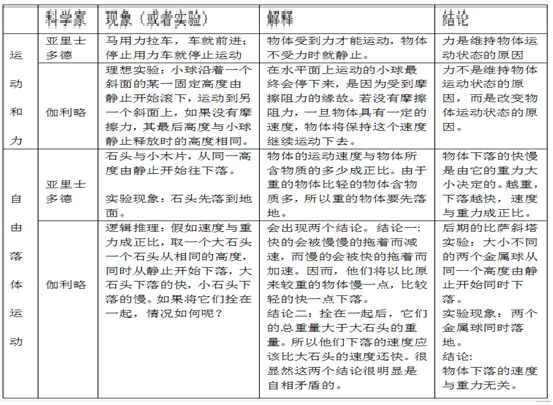 科学家
现象（或者实验）
解释
结论
运动和力
亚里士
多德
马用力拉车，车就前进；
停止用力车就停止运动
物体受到力才能运动，物体
不受力时就静止。
力是维持物体运
动状态的原因
伽利略
理想实验：小球沿着一个
斜面的某一固定高度由
静止开始滚下，运动到另
一个斜面上，如果没有摩
擦力，其最后高度与小球
静止释放时的高度相同。
在水平面上运动的小球最
终会停下来，是因为受到摩
擦阻力的缘故。若没有摩擦
阻力，一旦物体具有一定的
速度，物体将保持这个速度
继续运动下去。
力不是维持物体
运动状态的原
因，而是改变物
体运动状态的原
因。
自由落体运动
亚里士
多德
石头与小木片，从同一高
度由静止开始往下落。
实验现象：石头先落到地
面。
物体的运动速度与物体所
含物质的多少成正比。由于
重的物体比轻的物体含物
质多，所以重的物体要先落
地。
物体下落的快慢
是由它的重力大
小决定的。越重，
下落越快，速度
与重力成正比。
伽利略
逻辑推理：假如速度与重
力成正比，取一个大石头
一个石头从相同的高度，
同时从静止开始下落，大
石头下落的快，小石头下
落的慢。如果将它们拴在
一起，情况如何呢？
会出现两个结论。结论一：
快的会被慢慢的拖着而减
速，而慢的会被快的拖着而
加速。因而，他们将以比原
来较重的物体慢一点，比较
轻的快一点下落。
结论二：拴在一起后，它们
的总重量大于大石头的重
量。所以他们下落的速度应
该比大石头的速度还快。很
显然这两个结论很明显是
自相矛盾的。
后期的比萨斜塔
实验：大小不同
的两个金属球从
同一个高度由静
止开始同时下
落。
实验现象：两个
金属球同时落
地。
结论:
物体下落的速度
与重力无关。